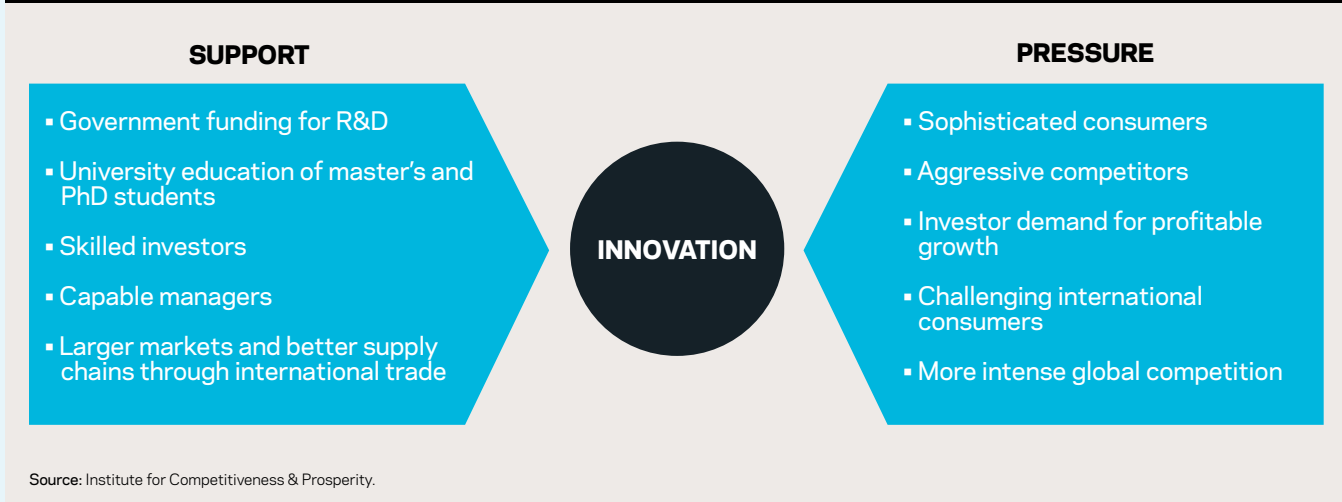 SUPPORT
▪ Government funding for R&D
▪ University education of master's and
PhD students
▪ Skilled investors
▪ Capable managers
▪ Larger markets and better supply
chains through international trade
INNOVATION
PRESSURE
▪ Sophisticated consumers
▪ Aggressive competitors
▪ Investor demand for profitable
growth
▪ Challenging international
consumers
▪ More intense global competition
Source: Institute for Competitiveness & Prosperity.